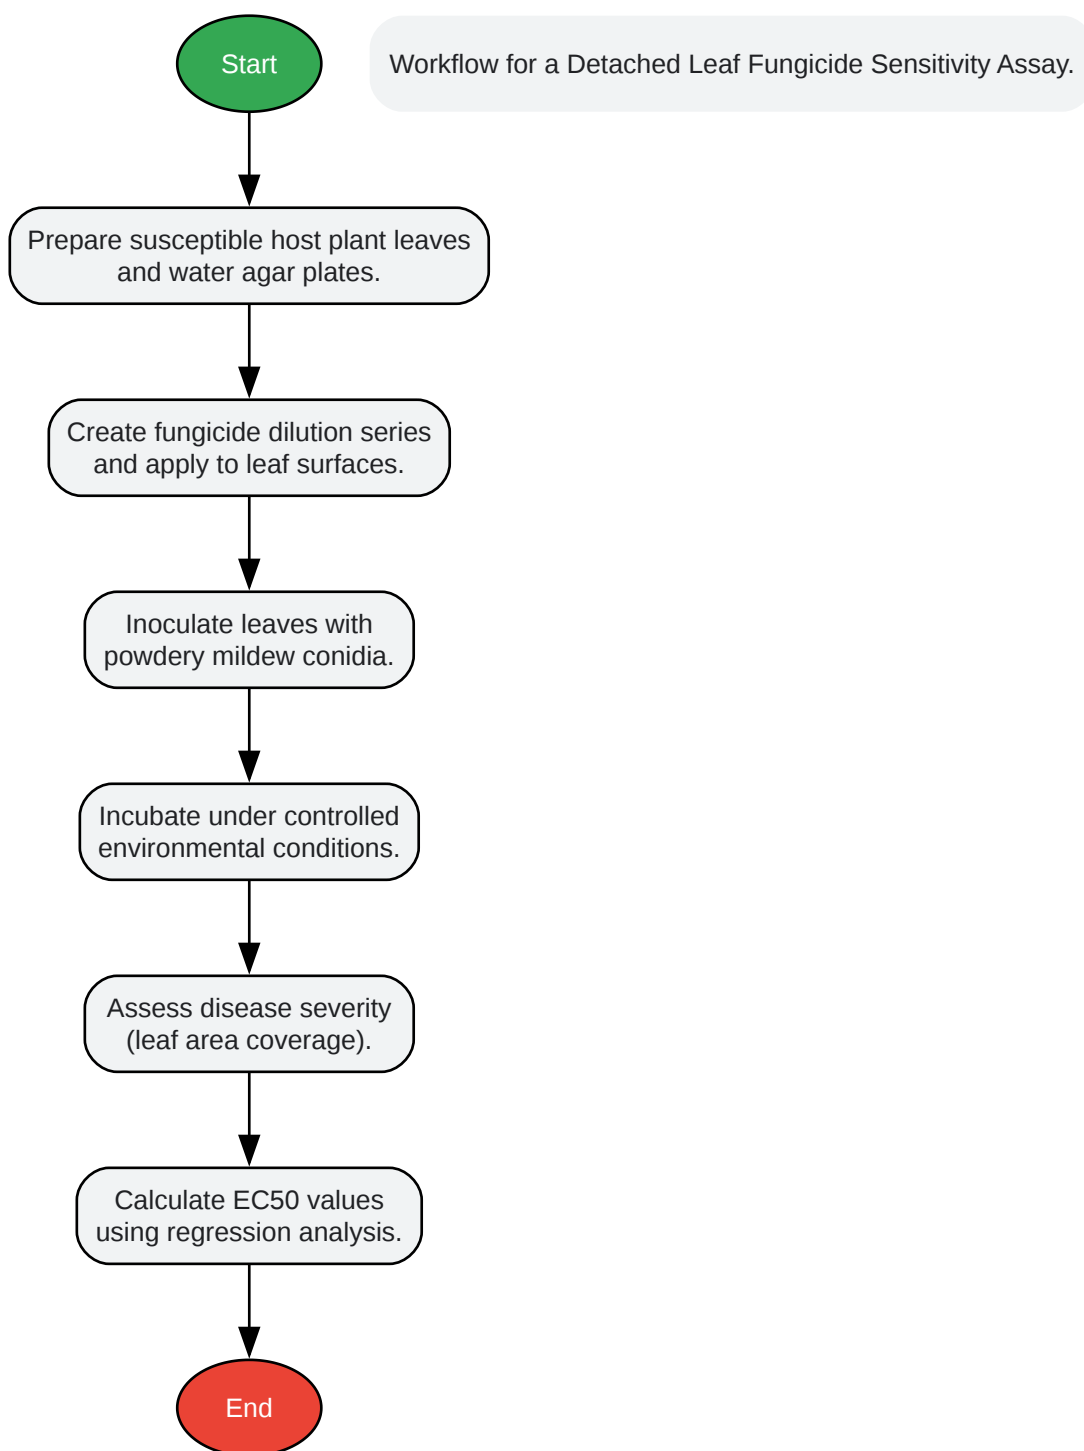 Start
Workflow for a Detached Leaf Fungicide Sensitivity Assay.
Prepare susceptible host plant leaves
and water agar plates.
Create fungicide dilution series
and apply to leaf surfaces.
Inoculate leaves with
powdery mildew conidia.
Incubate under controlled
environmental conditions.
Assess disease severity
(leaf area coverage).
Calculate EC50 values
using regression analysis.
End